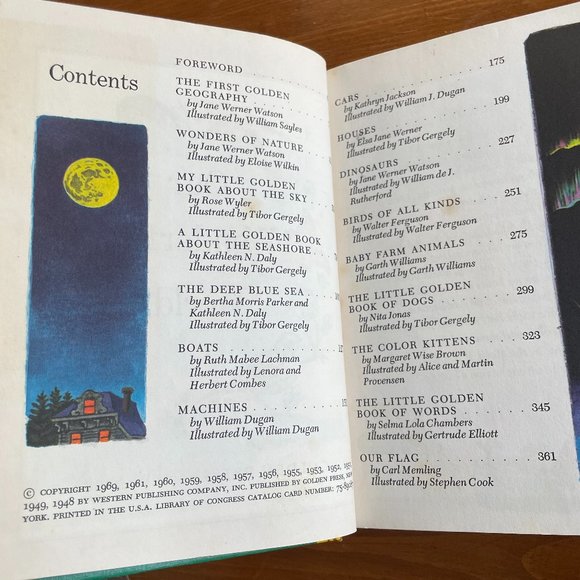 Contents
FOREWORD . . . . . . .
THE FIRST GOLDEN
GEOGRAPHY . . . . . .
by Jane Werner Watson
Illustrated by William Sayles
WONDERS OF NATURE . .
by Jane Werner Watson
Illustrated by Eloise Wilkin
MY LITTLE GOLDEN
BOOK ABOUT THE SKY . .
by Rose Wyler
Illustrated by Tibor Gergely
A LITTLE GOLDEN BOOK
ABOUT THE SEASHORE . .
by Kathleen N. Daly
Illustrated by Tibor Gergely
THE DEEP BLUE SEA . . .
by Bertha Morris Parker and
Kathleen N. Daly
Illustrated by Tibor Gergely
BOATS . . . . . . . . .
by Ruth Mabee Lachman
Illustrated by Lenora and
Herbert Combes
MACHINES . . . . . . .
by William Dugan
Illustrated by William Dugan
© COPYRIGHT 1969, 1961, 1960, 1959, 1958, 1957, 1956, 1955, 1953, 1952,
1949, 1948 BY WESTERN PUBLISHING COMPANY, INC. PUBLISHED BY GOLDEN PRESS, NEW
YORK. PRINTED IN THE U.S.A. LIBRARY OF CONGRESS CATALOG CARD NUMBER:
CARS . . . . . . . . . 175
by Kathryn Jackson
Illustrated by William J. Dugan
HOUSES . . . . . . . . 199
by Elsa Jane Werner
Illustrated by Tibor Gergely
DINOSAURS . . . . . . . 227
by Jane Werner Watson
Illustrated by William de J.
Rutherford
BIRDS OF ALL KINDS . . . 251
by Walter Ferguson
Illustrated by Walter Ferguson
BABY FARM ANIMALS . . . 275
by Garth Williams
Illustrated by Garth Williams
THE LITTLE GOLDEN
BOOK OF DOGS . . . . . 299
by Nita Jonas
Illustrated by Tibor Gergely
THE COLOR KITTENS . . . 323
by Margaret Wise Brown
Illustrated by Alice and Martin
Provensen
THE LITTLE GOLDEN
BOOK OF WORDS . . . . . 345
by Selma Lola Chambers
Illustrated by Gertrude Elliott
OUR FLAG . . . . . . . 361
by Carl Memling
Illustrated by Stephen Cook